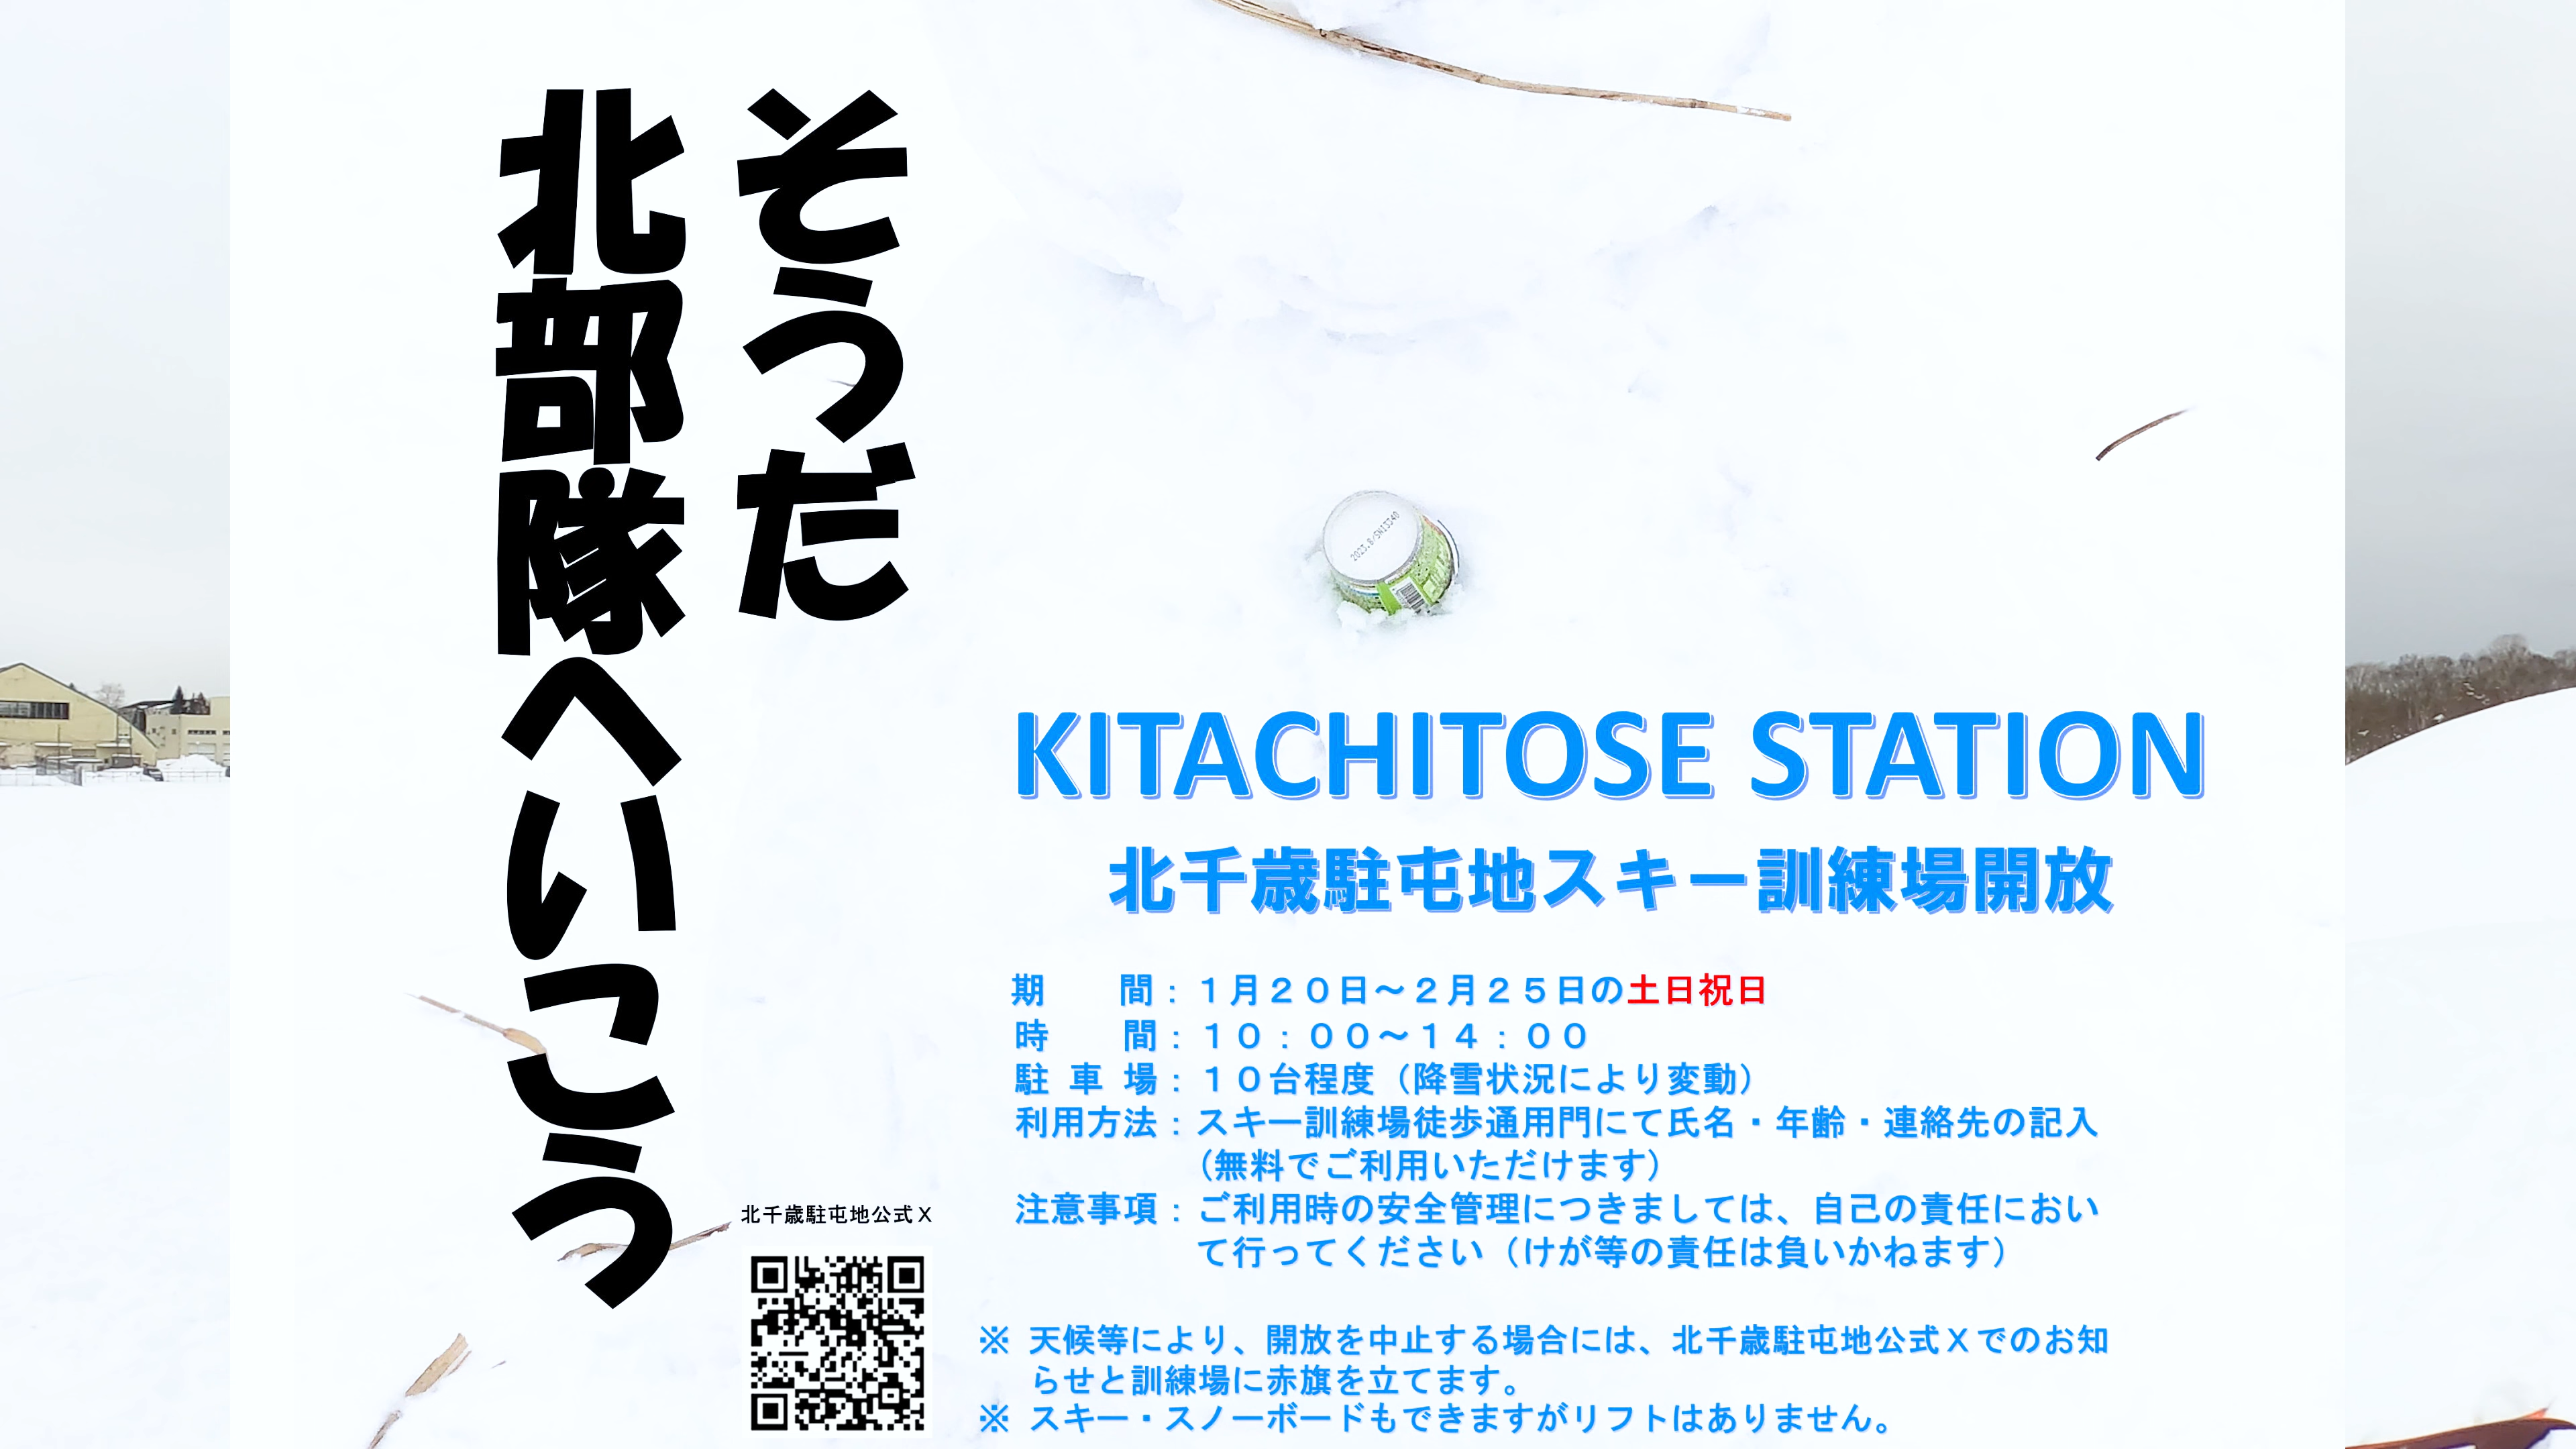 そうだ
北部隊へいこう
KITACHITOSE STATION
北千歳駐屯地スキー訓練場開放
期　　間：１月２０日～２月２５日の土日祝日
時　　間：１０：００～１４：００
駐 車 場：１０台程度（降雪状況により変動）
利用方法：スキー訓練場徒歩通用門にて氏名・年齢・連絡先の記入
（無料でご利用いただけます）
注意事項：ご利用時の安全管理につきましては、自己の責任におい
て行ってください（けが等の責任は負いかねます）
北千歳駐屯地公式Ｘ
※ 天候等により、開放を中止する場合には、北千歳駐屯地公式Ｘでのお知
らせと訓練場に赤旗を立てます。
※ スキー・スノーボードもできますがリフトはありません。